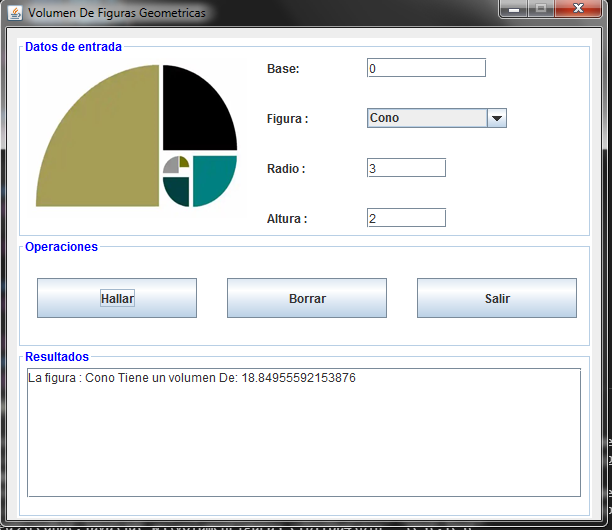 Volumen De Figuras Geometricas
Datos de entrada
Base: 0
Figura : Cono
Radio : 3
Altura : 2
Operaciones
Hallar Borrar Salir
Resultados
La figura : Cono Tiene un volumen De: 18.84955592153876